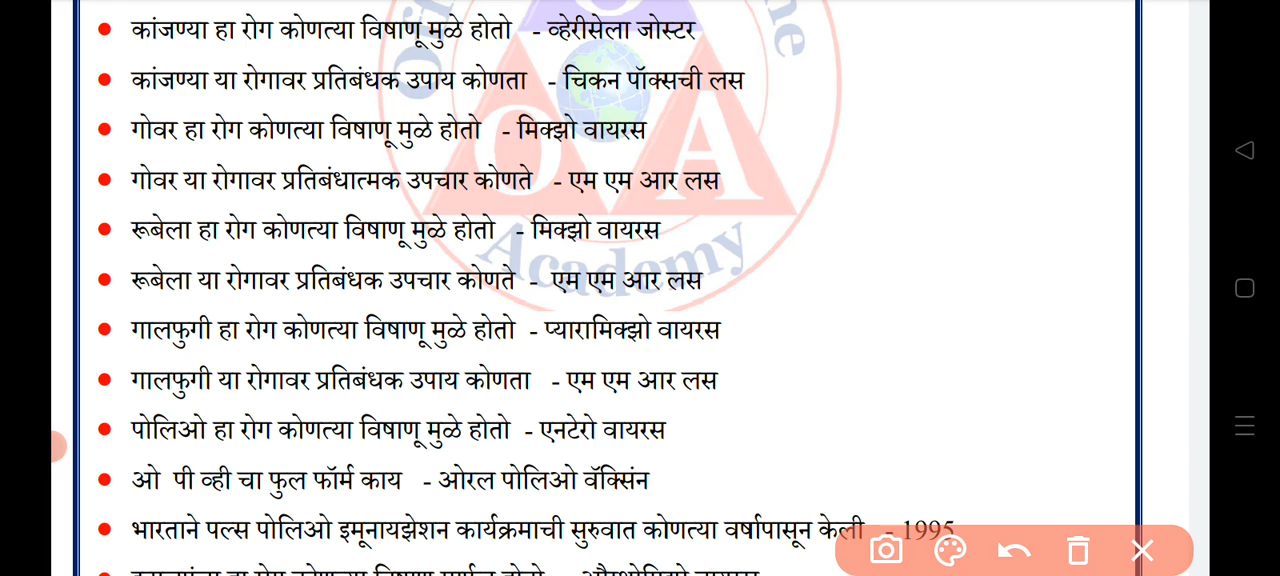 कांजण्या हा रोग कोणत्या विषाणू मुळे होतो - व्हेरीसेला जोस्टर
कांजण्या या रोगावर प्रतिबंधक उपाय कोणता - चिकन पॉक्सची लस
गोवर हा रोग कोणत्या विषाणू मुळे होतो - मिक्झो वायरस
गोवर या रोगावर प्रतिबंधात्मक उपचार कोणते - एम एम आर लस
रूबेला हा रोग कोणत्या विषाणू मुळे होतो - मिक्झो वायरस
रूबेला या रोगावर प्रतिबंधक उपचार कोणते - एम एम आर लस
गालफुगी हा रोग कोणत्या विषाणू मुळे होतो - प्यारामिक्झो वायरस
गालफुगी या रोगावर प्रतिबंधक उपाय कोणता - एम एम आर लस
पोलिओ हा रोग कोणत्या विषाणू मुळे होतो - एनटेरो वायरस
ओ पी व्ही चा फुल फॉर्म काय - ओरल पोलिओ वॅक्सिंन
भारताने पल्स पोलिओ इमूनायझेशन कार्यक्रमाची सुरुवात कोणत्या वर्षापासून केली - 1995
O A
Academy